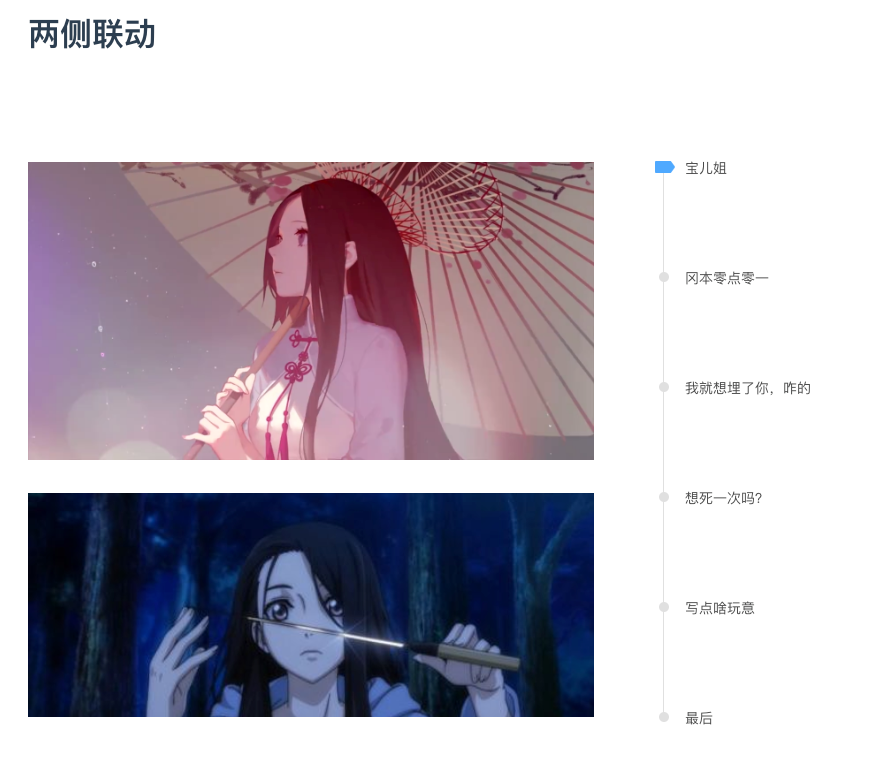 两侧联动
宝儿姐
冈本零点零一
我就想埋了你，咋的
想死一次吗?
写点啥玩意
最后